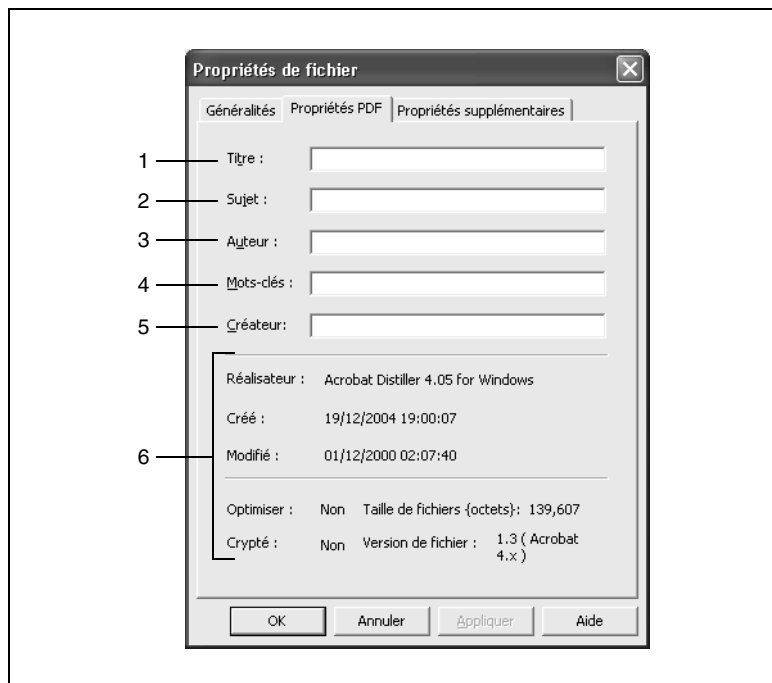 Propriétés de fichier
Généralités Propriétés PDF Propriétés supplémentaires
1 Titre :
2 Sujet :
3 Auteur :
4 Mots-clés :
5 Créateur:
6
Réalisateur : Acrobat Distiller 4.05 for Windows
Créé : 19/12/2004 19:00:07
Modifié : 01/12/2000 02:07:40
Optimiser : Non Taille de fichiers {octets}: 139,607
Crypté : Non Version de fichier : 1.3 ( Acrobat
4.x )
OK Annuler Appliquer Aide